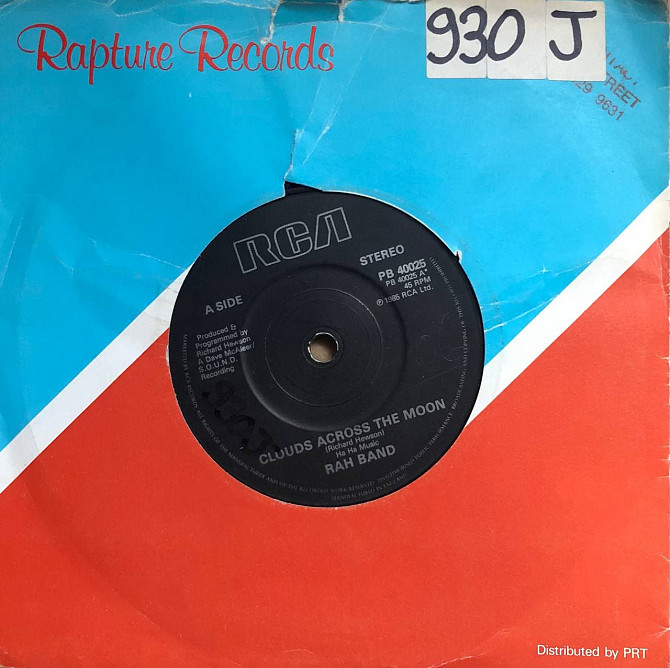 Rapture Records
930 J
STREET
29 9631
RCA
STEREO
A SIDE
PB 40025
PB 40025 A*
45 RPM
℗ 1985 RCA Ltd.
Produced &
Programmed by
Richard Hewson
A Dave McAleer/
S.O.U.N.D.
Recording
930J
CLOUDS ACROSS THE MOON
(Richard Hewson)
Ha Ha Music
RAH BAND
Distributed by PRT